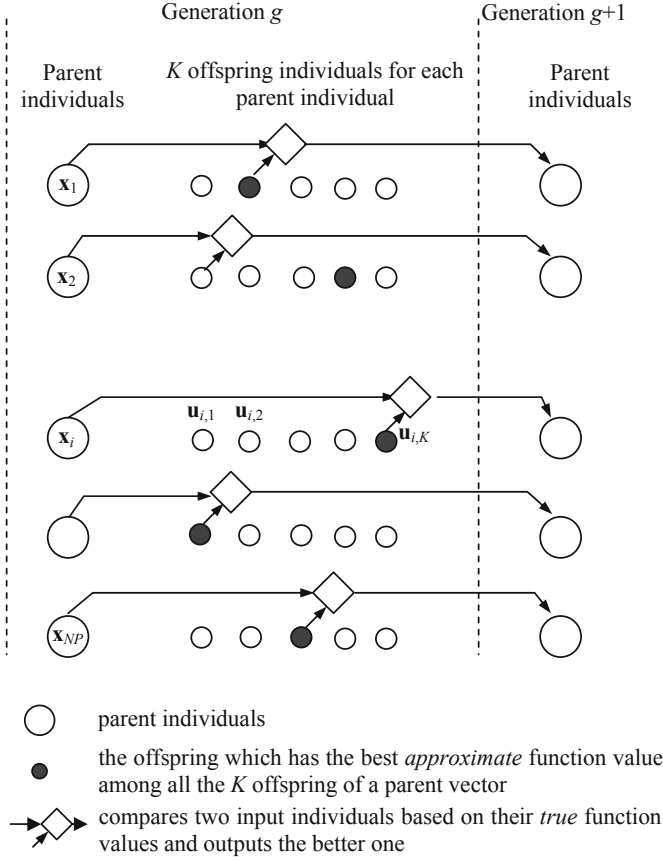 Generation g
Generation g+1
Parent
individuals
K offspring individuals for each
parent individual
Parent
individuals
x1
x2
ui,1
ui,2
xi
ui,K
xNP
parent individuals
the offspring which has the best approximate function value
among all the K offspring of a parent vector
compares two input individuals based on their true function
values and outputs the better one